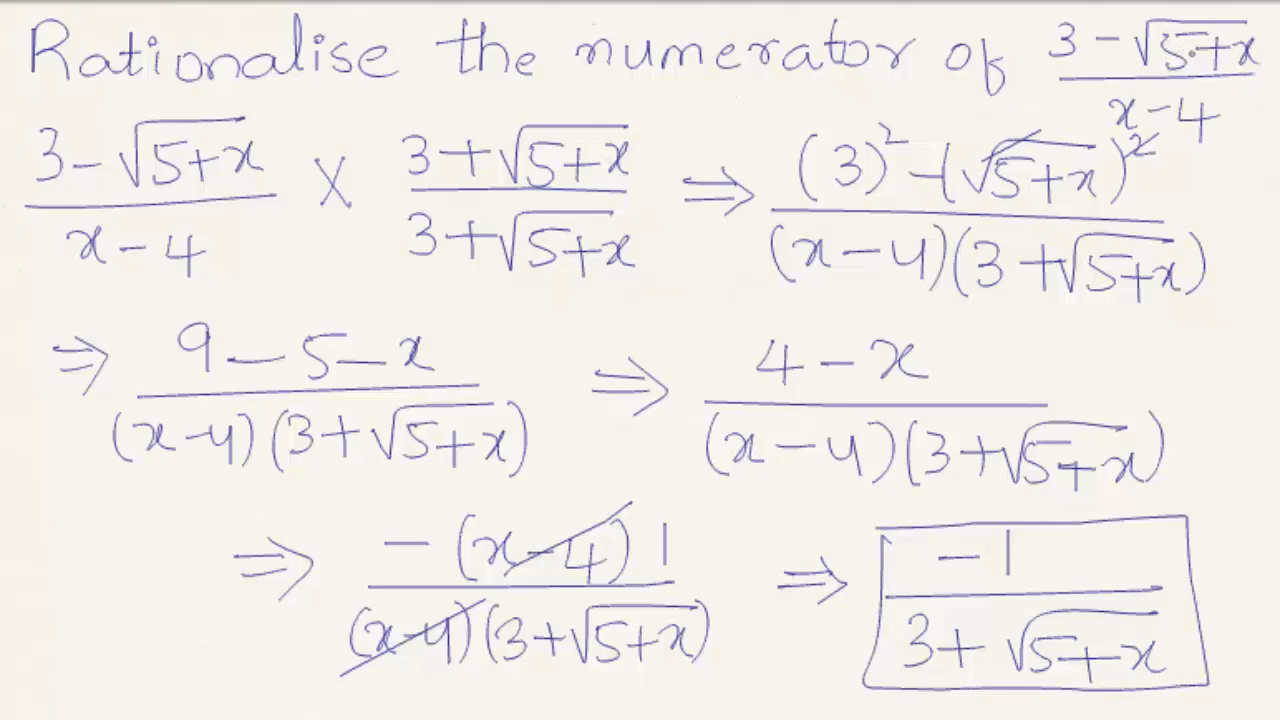 Rationalise the numerator of (3 - √(5+x))/(x - 4)
(3 - √(5+x))/(x - 4) × (3 + √(5+x))/(3 + √(5+x)) ⇒ ((3)² - (√(5+x))²)/((x - 4)(3 + √(5+x)))
⇒ (9 - 5 - x)/((x - 4)(3 + √(5+x))) ⇒ (4 - x)/((x - 4)(3 + √(5+x)))
⇒ (-(x - 4) 1)/((x - 4)(3 + √(5+x))) ⇒ (-1)/(3 + √(5+x))